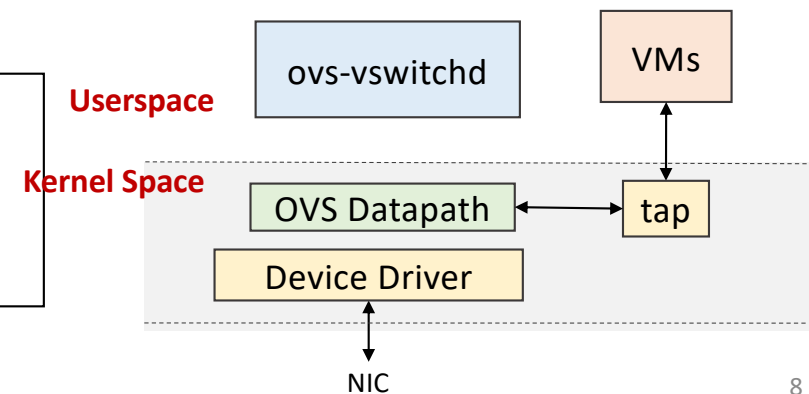 ovs-vswitchd
VMs
Userspace
Kernel Space
OVS Datapath
tap
Device Driver
NIC
8